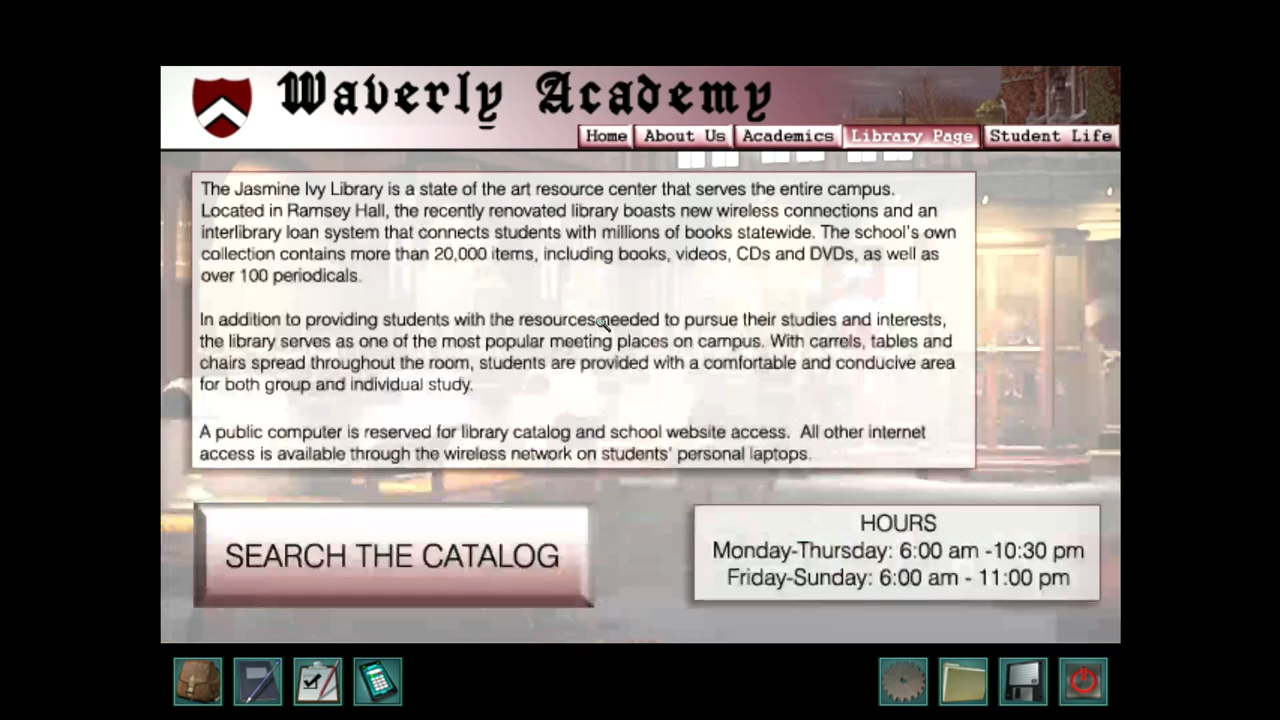 Waverly Academy
Home About Us Academics Library Page Student Life
The Jasmine Ivy Library is a state of the art resource center that serves the entire campus.
Located in Ramsey Hall, the recently renovated library boasts new wireless connections and an
interlibrary loan system that connects students with millions of books statewide. The school's own
collection contains more than 20,000 items, including books, videos, CDs and DVDs, as well as
over 100 periodicals.
In addition to providing students with the resources needed to pursue their studies and interests,
the library serves as one of the most popular meeting places on campus. With carrels, tables and
chairs spread throughout the room, students are provided with a comfortable and conducive area
for both group and individual study.
A public computer is reserved for library catalog and school website access. All other internet
access is available through the wireless network on students' personal laptops.
SEARCH THE CATALOG
HOURS
Monday-Thursday: 6:00 am -10:30 pm
Friday-Sunday: 6:00 am - 11:00 pm